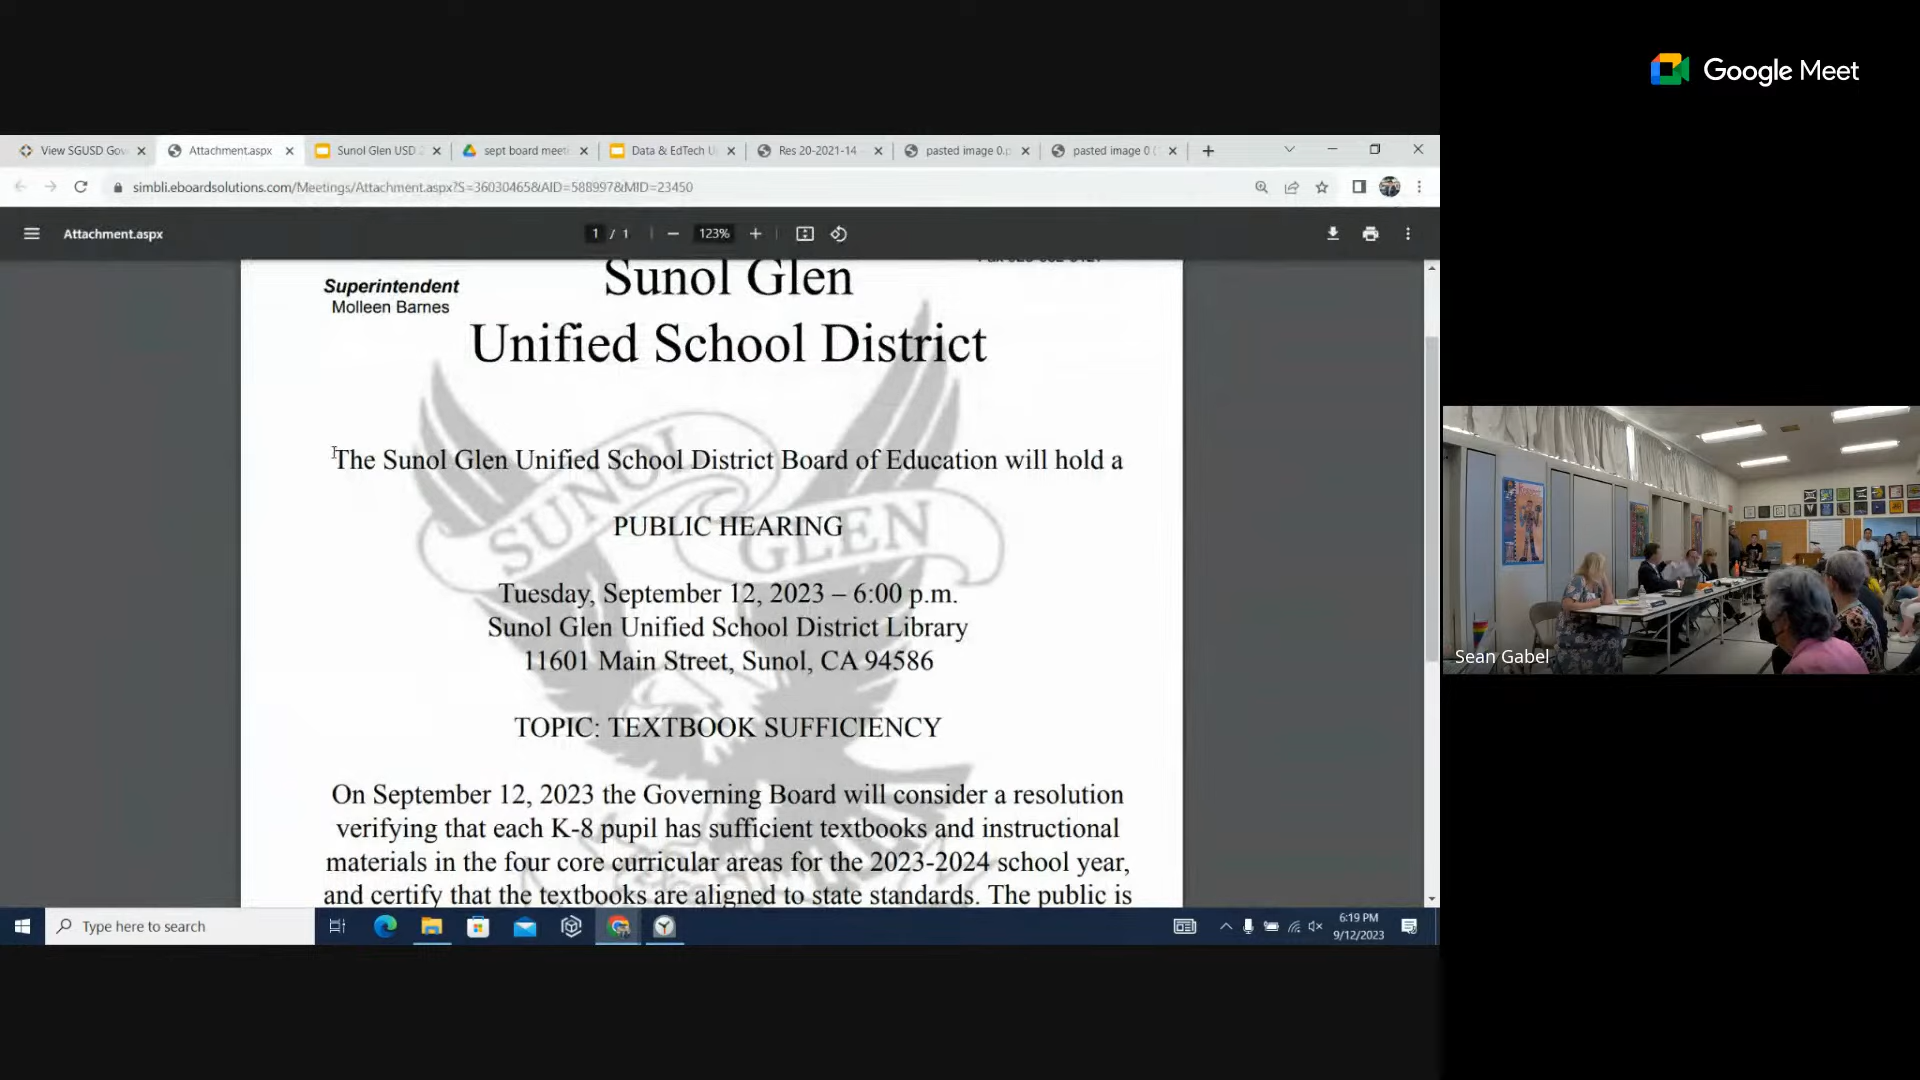 Google Meet
View SGUSD Gov
Attachment.aspx
Sunol Glen USD 2
sept board meeti
Data & EdTech U
Res 20-2021-14
pasted image 0.p
pasted image 0 (
simbli.eboardsolutions.com/Meetings/Attachment.aspx?S=36030465&AID=588997&MID=23450
Attachment.aspx
1 / 1
123%
Superintendent
Molleen Barnes
Sunol Glen
Unified School District
The Sunol Glen Unified School District Board of Education will hold a
SUNOL
GLEN
PUBLIC HEARING
Tuesday, September 12, 2023 – 6:00 p.m.
Sunol Glen Unified School District Library
11601 Main Street, Sunol, CA 94586
TOPIC: TEXTBOOK SUFFICIENCY
On September 12, 2023 the Governing Board will consider a resolution
verifying that each K-8 pupil has sufficient textbooks and instructional
materials in the four core curricular areas for the 2023-2024 school year,
and certify that the textbooks are aligned to state standards. The public is
Sean Gabel
Type here to search
6:19 PM
9/12/2023